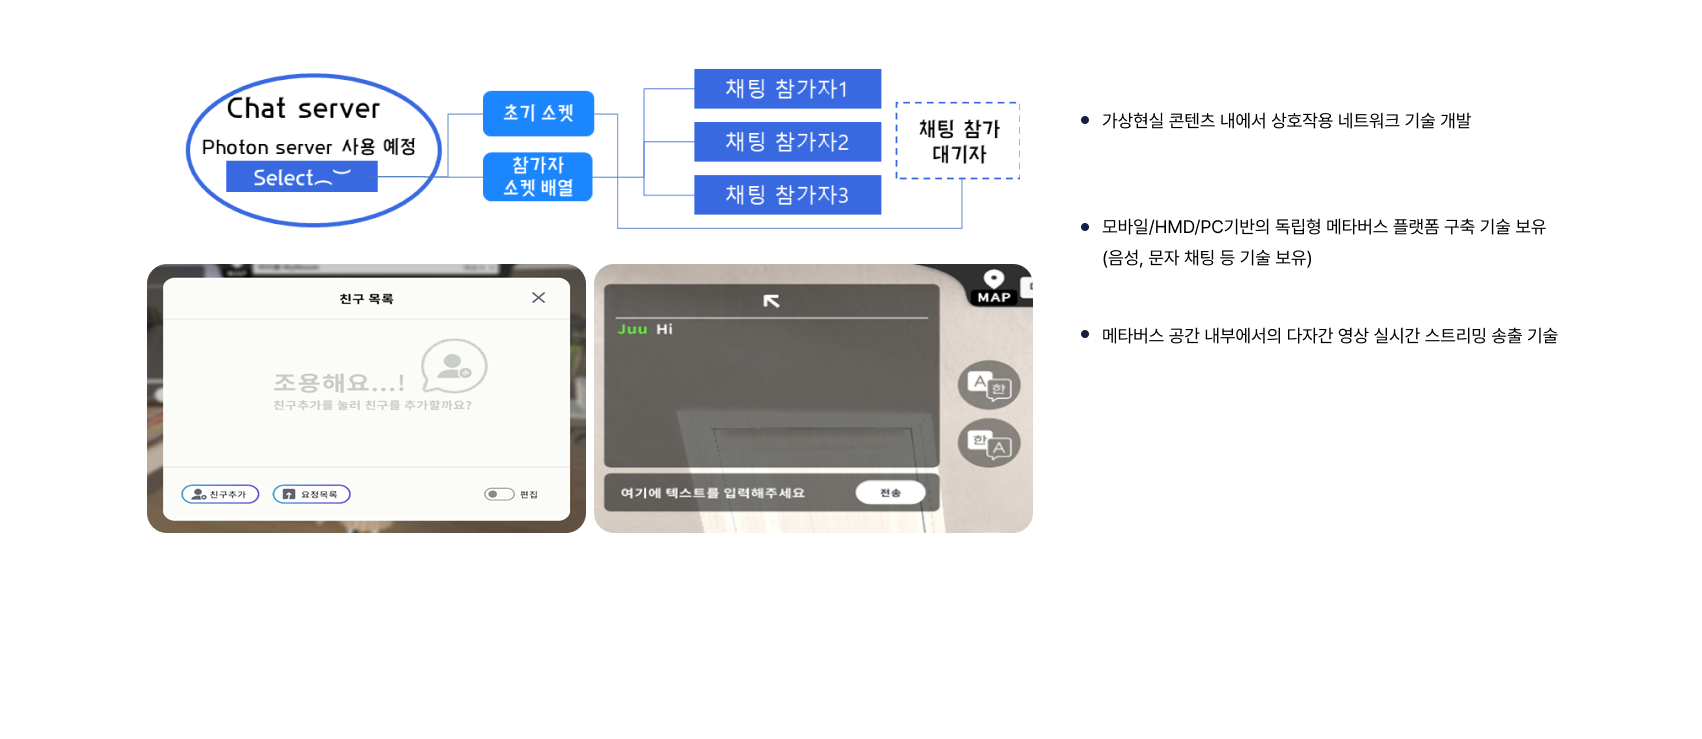 Chat server
Photon server 사용 예정
Select
초기 소켓
참가자
소켓 배열
채팅 참가자1
채팅 참가자2
채팅 참가자3
채팅 참가
대기자
친구 목록
조용해요...!
친구추가를 눌러 친구를 추가할까요?
친구추가
요청목록
편집
MAP
Juu Hi
A 한
한 A
여기에 텍스트를 입력해주세요
전송
가상현실 콘텐츠 내에서 상호작용 네트워크 기술 개발
모바일/HMD/PC기반의 독립형 메타버스 플랫폼 구축 기술 보유
(음성, 문자 채팅 등 기술 보유)
메타버스 공간 내부에서의 다자간 영상 실시간 스트리밍 송출 기술